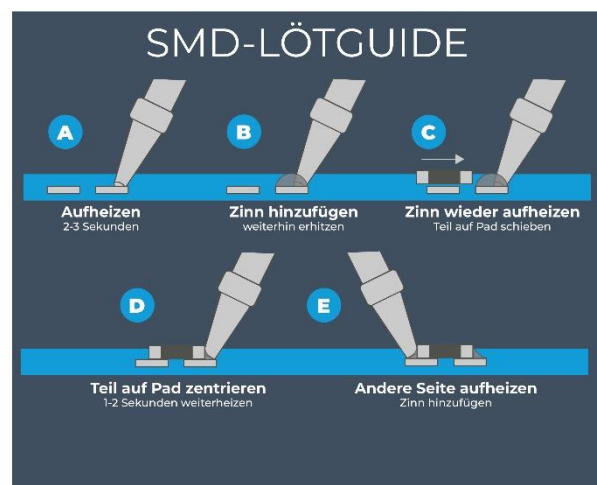 SMD-LÖTGUIDE
A
B
C
Aufheizen
2-3 Sekunden
Zinn hinzufügen
weiterhin erhitzen
Zinn wieder aufheizen
Teil auf Pad schieben
D
E
Teil auf Pad zentrieren
1-2 Sekunden weiterheizen
Andere Seite aufheizen
Zinn hinzufügen